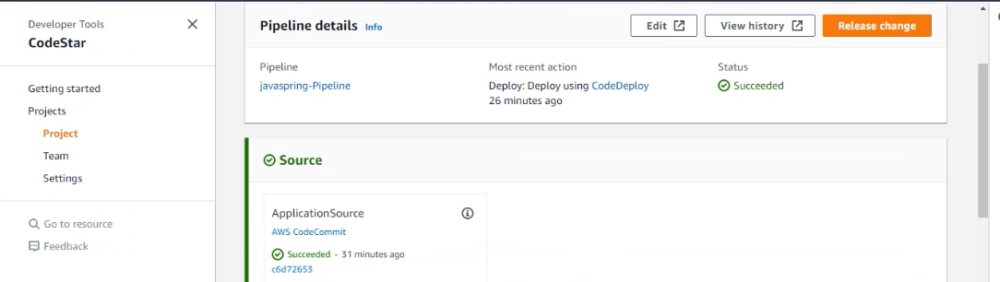 Developer Tools
CodeStar
Getting started
Projects
Project
Team
Settings
Go to resource
Feedback
Pipeline details Info
Edit View history Release change
Pipeline Most recent action Status
javaspring-Pipeline Deploy: Deploy using CodeDeploy Succeeded
26 minutes ago
Source
ApplicationSource
AWS CodeCommit
Succeeded - 31 minutes ago
c6d72653